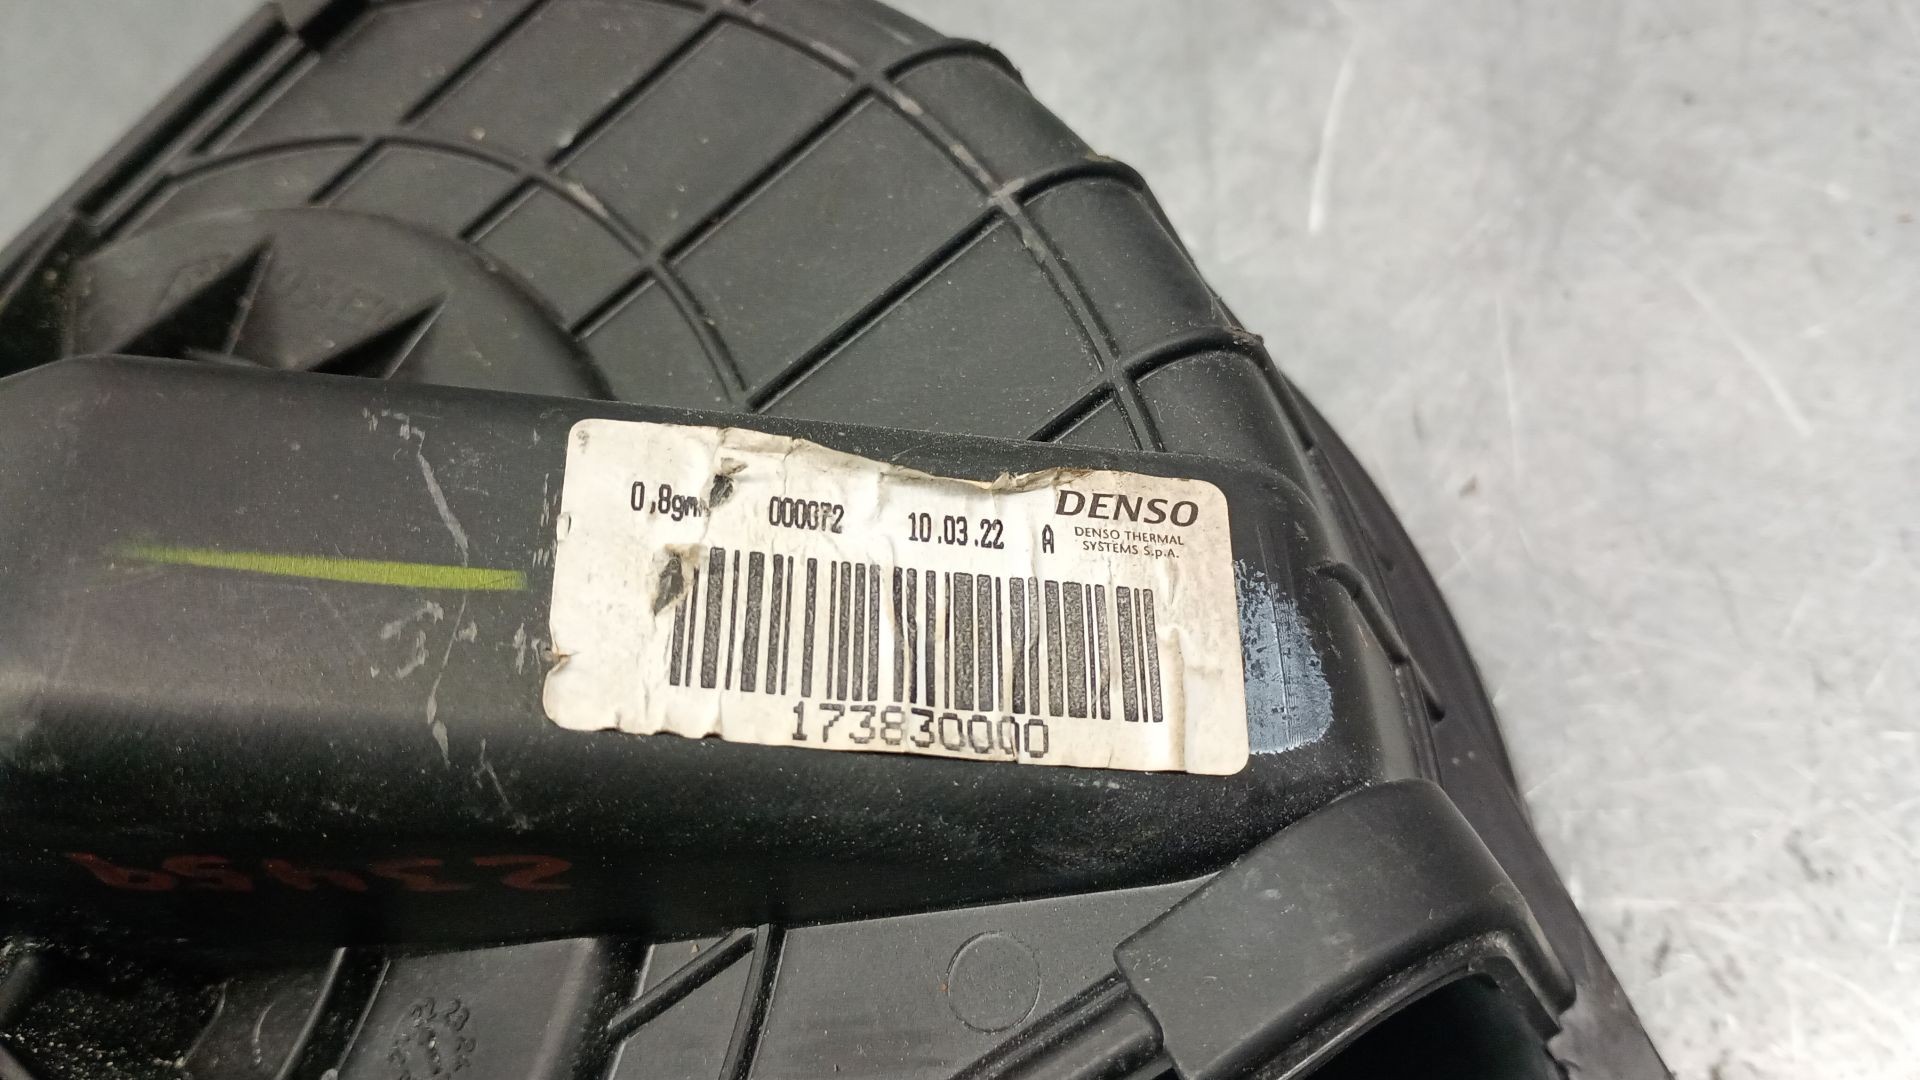 DENSO
0,8gm 000072 10.03.22 A
DENSO THERMAL
SYSTEMS S.p.A.
173830000